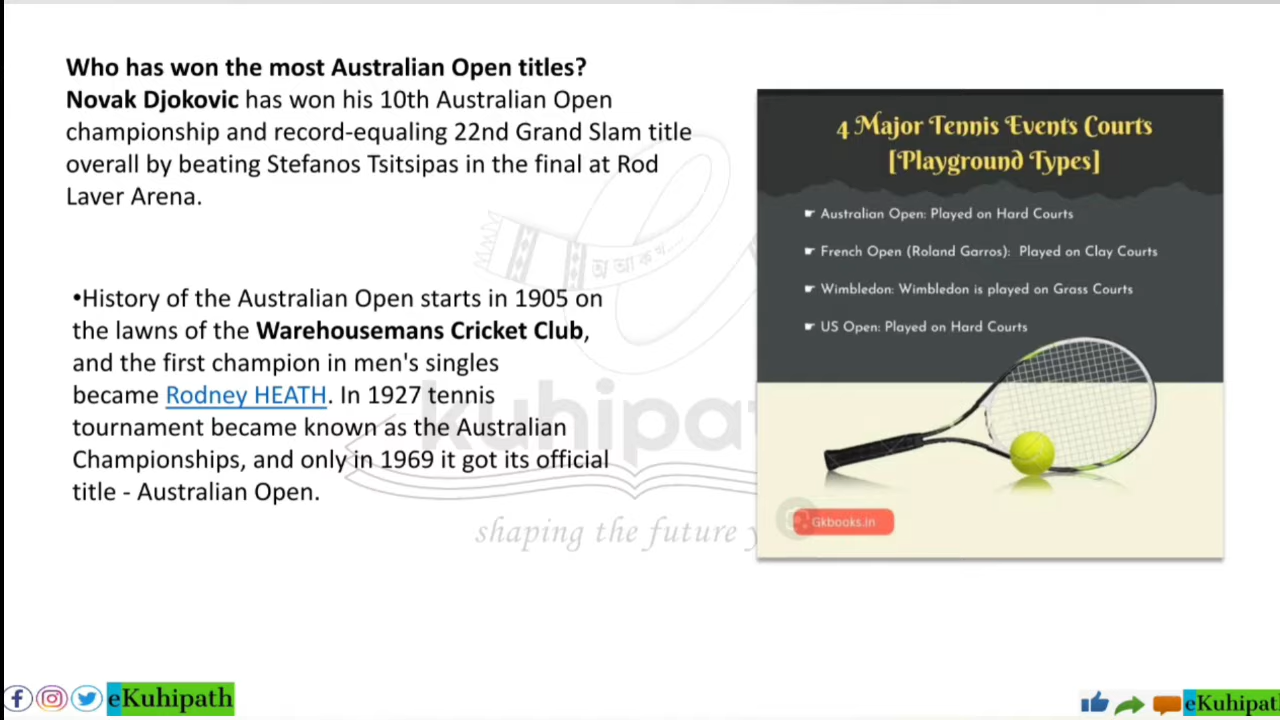 Who has won the most Australian Open titles?
Novak Djokovic has won his 10th Australian Open
championship and record-equaling 22nd Grand Slam title
overall by beating Stefanos Tsitsipas in the final at Rod
Laver Arena.
•History of the Australian Open starts in 1905 on
the lawns of the Warehousemans Cricket Club,
and the first champion in men's singles
became Rodney HEATH. In 1927 tennis
tournament became known as the Australian
Championships, and only in 1969 it got its official
title - Australian Open.
4 Major Tennis Events Courts
[Playground Types]
☛ Australian Open: Played on Hard Courts
☛ French Open (Roland Garros): Played on Clay Courts
☛ Wimbledon: Wimbledon is played on Grass Courts
☛ US Open: Played on Hard Courts
Gkbooks.in
অ আ ক খ....
kuhipath
shaping the future
eKuhipath
eKuhipath